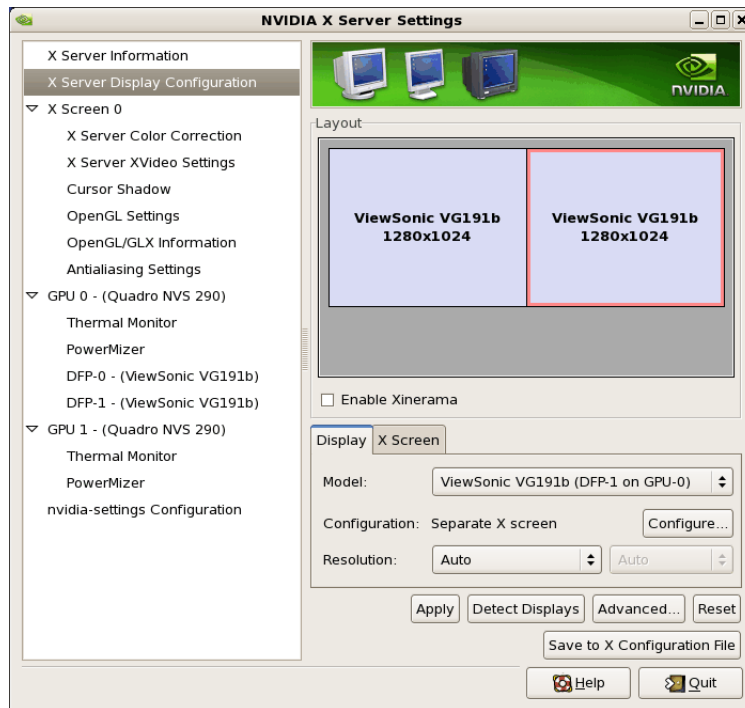 NVIDIA X Server Settings
X Server Information
X Server Display Configuration
X Screen 0
X Server Color Correction
X Server XVideo Settings
Cursor Shadow
OpenGL Settings
OpenGL/GLX Information
Antialiasing Settings
GPU 0 - (Quadro NVS 290)
Thermal Monitor
PowerMizer
DFP-0 - (ViewSonic VG191b)
DFP-1 - (ViewSonic VG191b)
GPU 1 - (Quadro NVS 290)
Thermal Monitor
PowerMizer
nvidia-settings Configuration
NVIDIA
Layout
ViewSonic VG191b
1280x1024
ViewSonic VG191b
1280x1024
Enable Xinerama
Display X Screen
Model: ViewSonic VG191b (DFP-1 on GPU-0)
Configuration: Separate X screen Configure...
Resolution: Auto Auto
Apply Detect Displays Advanced... Reset
Save to X Configuration File
Help Quit